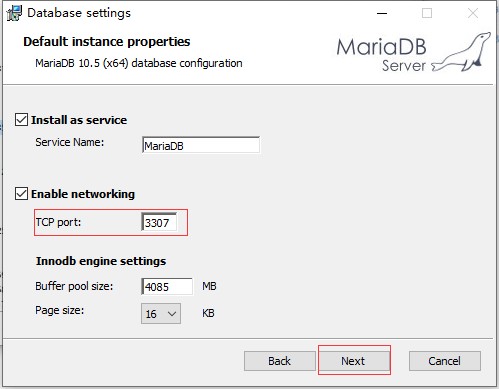 Database settings
Default instance properties
MariaDB 10.5 (x64) database configuration
MariaDB
Server
Install as service
Service Name: MariaDB
Enable networking
TCP port: 3307
Innodb engine settings
Buffer pool size: 4085 MB
Page size: 16 KB
Back Next Cancel